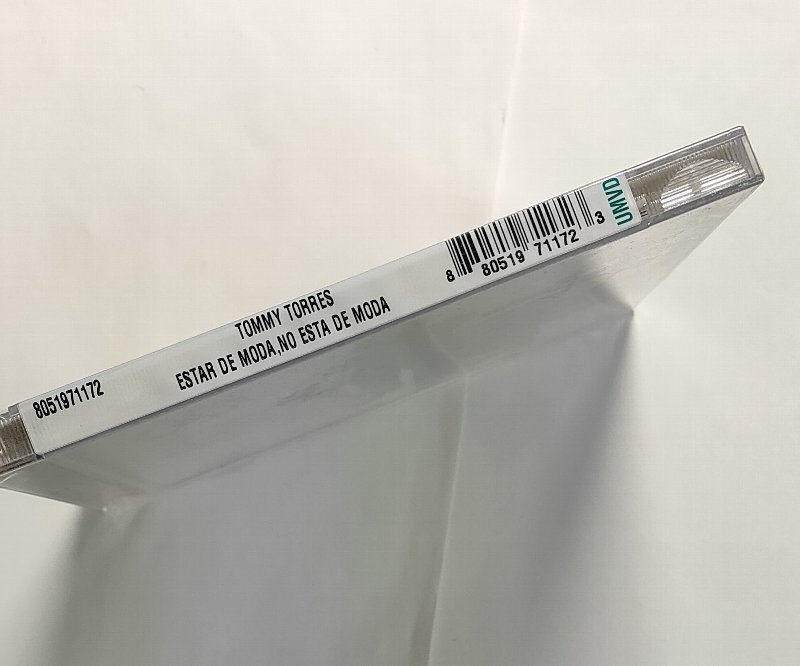 8051971172
TOMMY TORRES
ESTAR DE MODA,NO ESTA DE MODA
8 80519 71172 3
UMVD